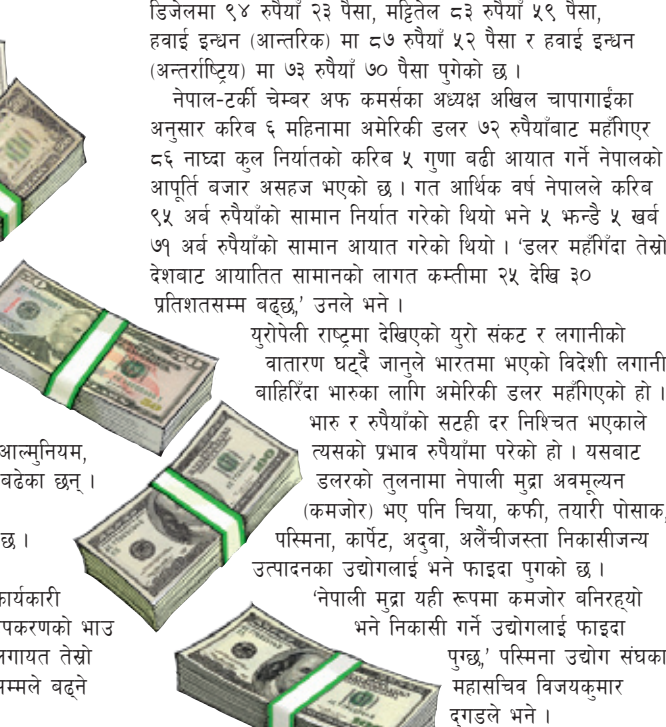 डिजेलमा ९४ रुपैयाँ २३ पैसा, मट्टितेल ८३ रुपैयाँ ५९ पैसा,
हवाई इन्धन (आन्तरिक) मा ८७ रुपैयाँ ५२ पैसा र हवाई इन्धन
(अन्तर्राष्ट्रिय) मा ७३ रुपैयाँ ७० पैसा पुगेको छ ।
नेपाल-टर्की चेम्बर अफ कमर्सका अध्यक्ष अखिल चापागाईंका
अनुसार करिब ६ महिनामा अमेरिकी डलर ७२ रुपैयाँबाट महँगिएर
८६ नाघ्दा कुल निर्यातको करिब ५ गुणा बढी आयात गर्ने नेपालको
आपूर्ति बजार असहज भएको छ । गत आर्थिक वर्ष नेपालले करिब
९५ अर्ब रुपैयाँको सामान निर्यात गरेको थियो भने ५ झन्डै ५ खर्ब
७१ अर्ब रुपैयाँको सामान आयात गरेको थियो । ‘डलर महँगिँदा तेस्रो
देशबाट आयातित सामानको लागत कम्तीमा २५ देखि ३०
प्रतिशतसम्म बढ्छ,’ उनले भने ।
युरोपेली राष्ट्रमा देखिएको युरो संकट र लगानीको
वातारण घट्दै जानुले भारतमा भएको विदेशी लगानी
बाहिरिँदा भारुका लागि अमेरिकी डलर महँगिएको हो ।
भारु र रुपैयाँको सटही दर निश्चित भएकाले
त्यसको प्रभाव रुपैयाँमा परेको हो । यसबाट
डलरको तुलनामा नेपाली मुद्रा अवमूल्यन
(कमजोर) भए पनि चिया, कफी, तयारी पोसाक,
पस्मिना, कार्पेट, अदुवा, अलैंचीजस्ता निकासीजन्य
उत्पादनका उद्योगलाई भने फाइदा पुगको छ ।
‘नेपाली मुद्रा यही रूपमा कमजोर बनिरह्यो
भने निकासी गर्ने उद्योगलाई फाइदा
पुग्छ,’ पस्मिना उद्योग संघका
महासचिव विजयकुमार
दुगडले भने ।
आल्मुनियम,
बढेका छन् ।
छ ।
कार्यकारी
पकरणको भाउ
लगायत तेस्रो
सम्मले बढ्ने